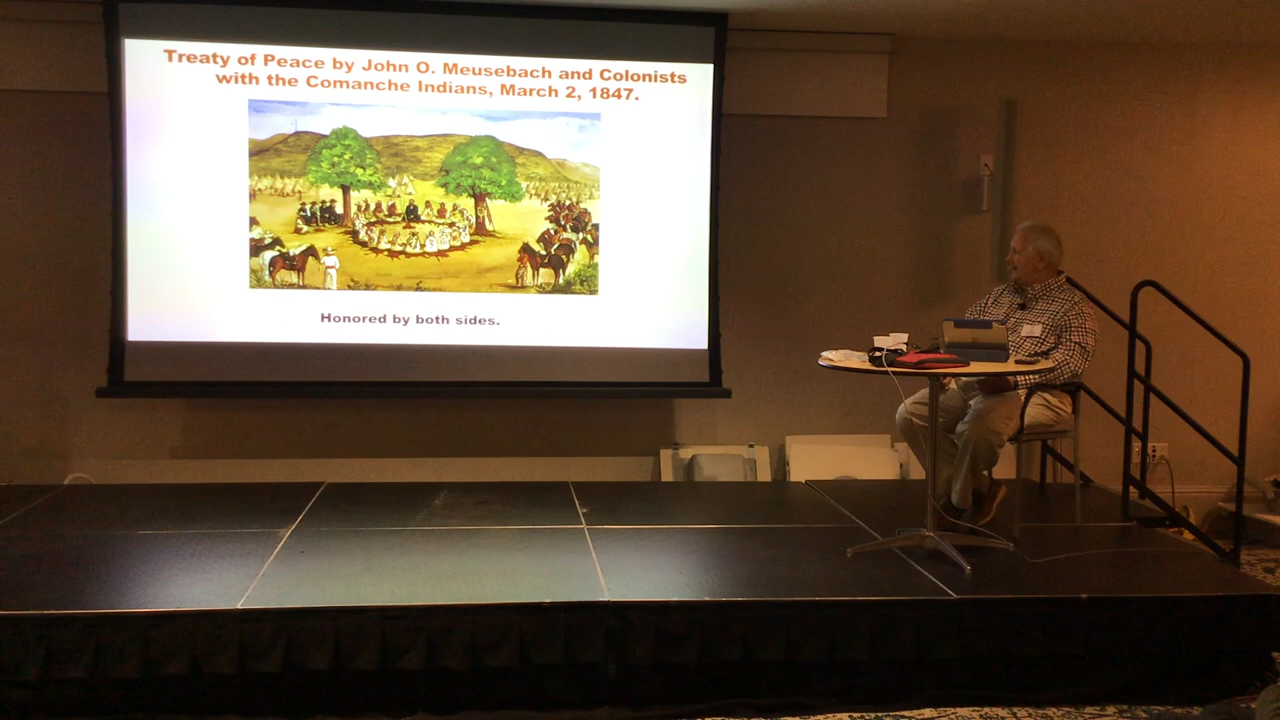 Treaty of Peace by John O. Meusebach and Colonists
with the Comanche Indians, March 2, 1847.
Honored by both sides.